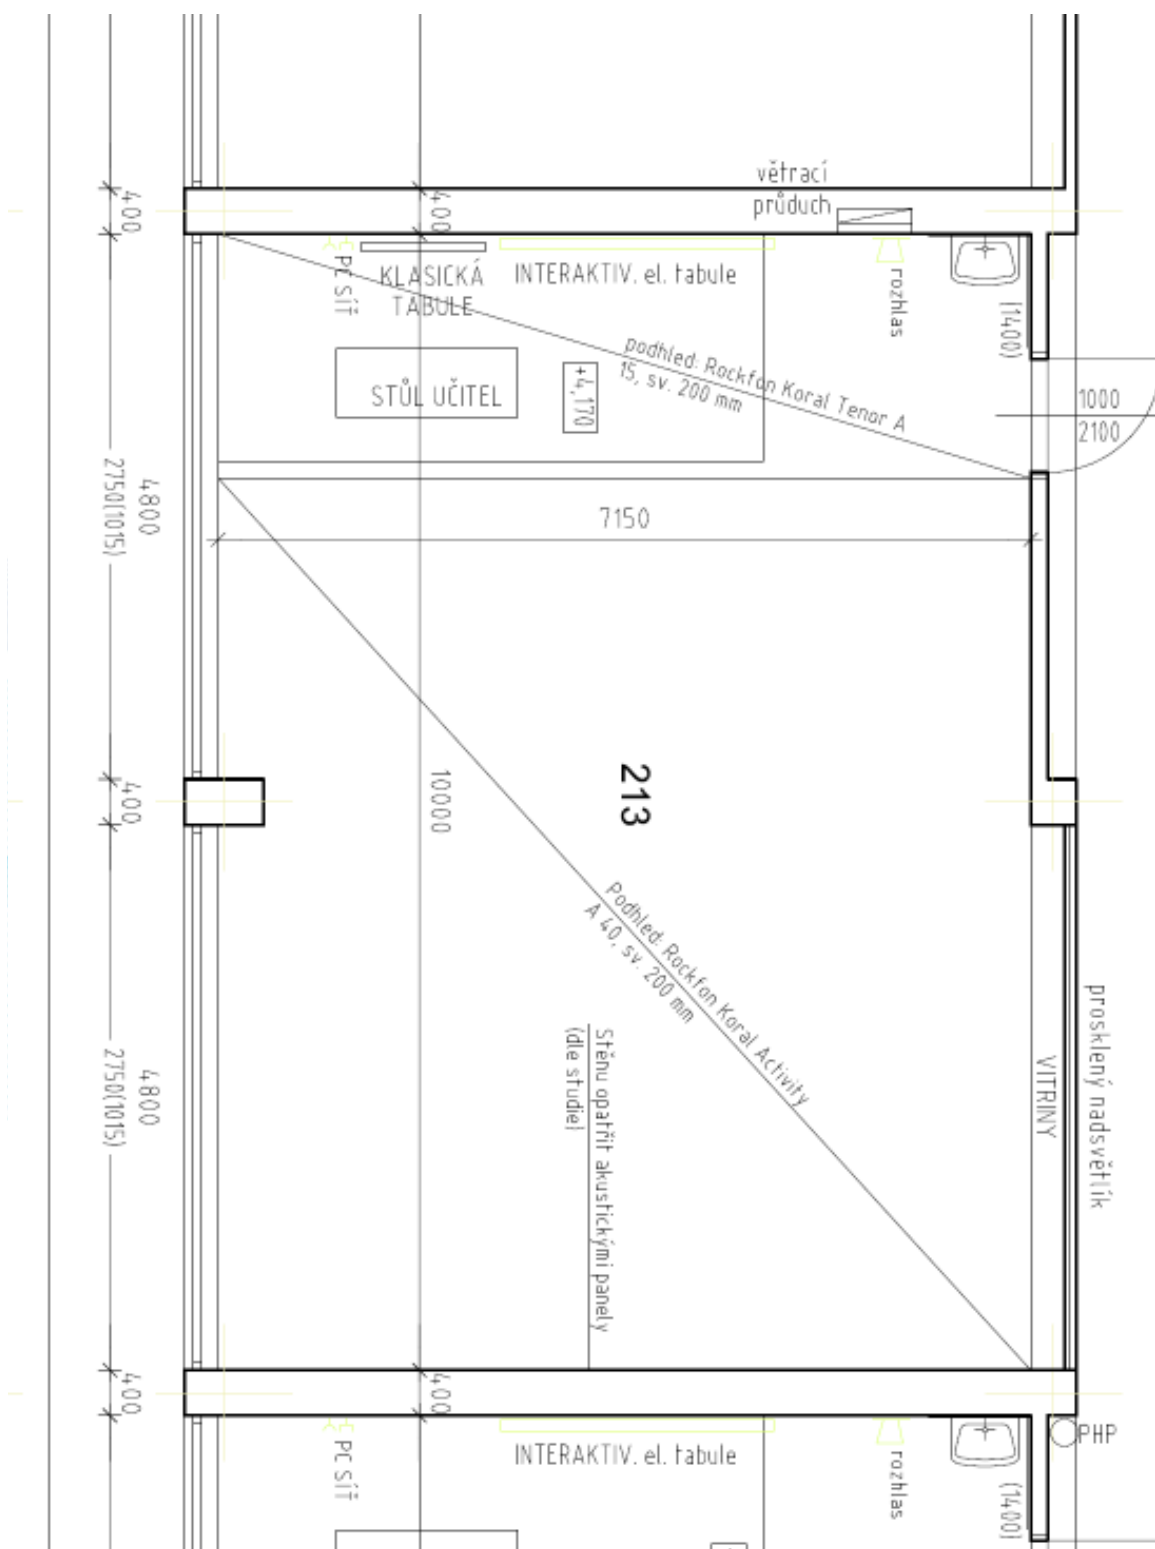 větrací
průduch
400
400
PC SÍŤ
KLASICKÁ
TABULE
INTERAKTIV. el. tabule
rozhlas
(1400)
podhled: Rockfon Koral Tenor A
15, sv. 200 mm
STŮL UČITEL
+4,170
1000
2100
4800
2750(1015)
7150
400
10000
213
Podhled: Rockfon Koral Activity
A 40, sv. 200 mm
Stěnu opatřit akustickými panely
(dle studie)
VITRINY
prosklený nadsvětlík
4800
2750(1015)
400
400
PC SÍŤ
INTERAKTIV. el. tabule
rozhlas
(1400)
PHP